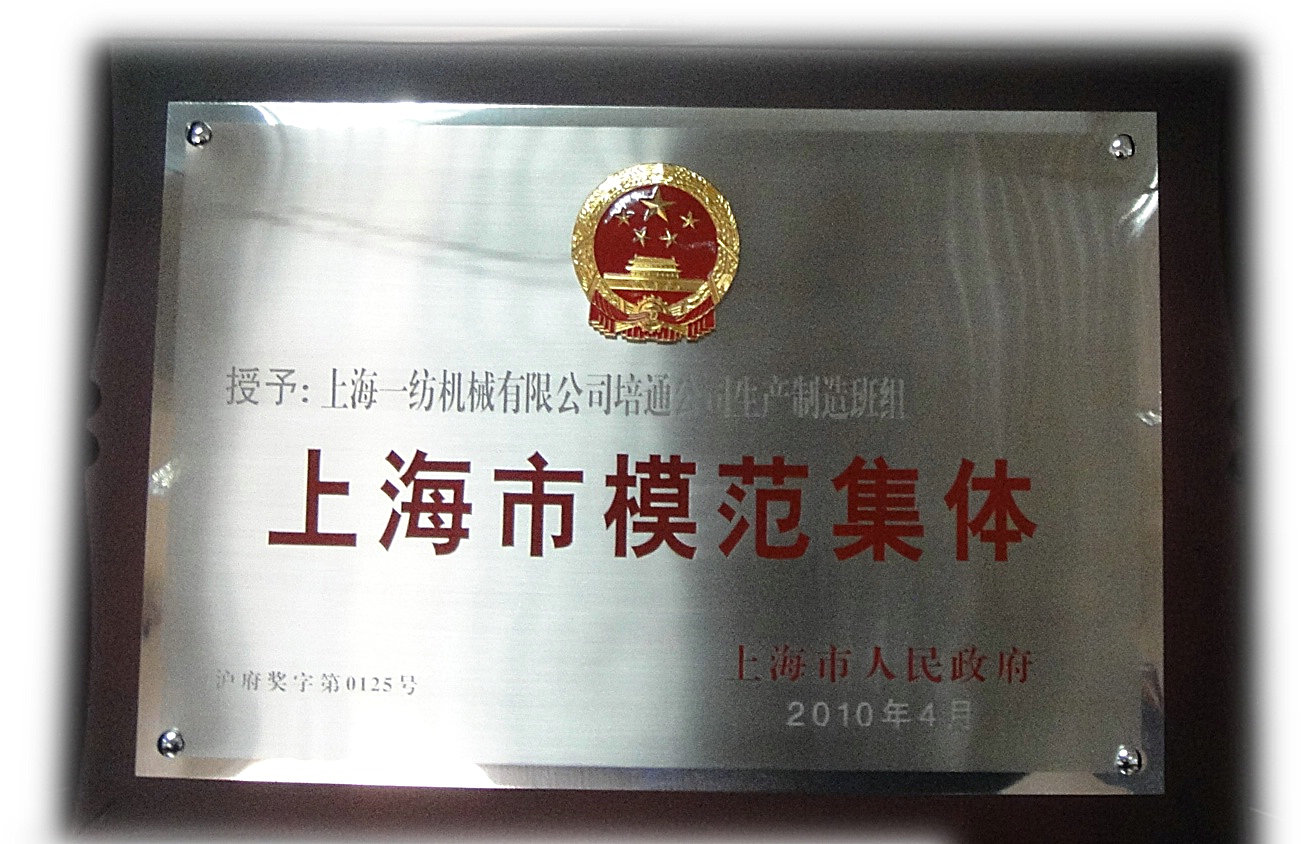 授予:上海一纺机械有限公司培通公司生产制造班组
上海市模范集体
沪府奖字第0125号
上海市人民政府
2010年4月